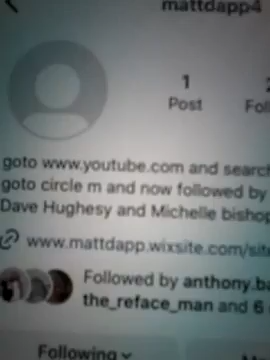 mattdapp4
1
Post
goto www.youtube.com and search
goto circle m and now followed by
Dave Hughesy and Michelle bishop
www.mattdapp.wixsite.com/site
Followed by anthony.ba
the_reface_man and 6
Following